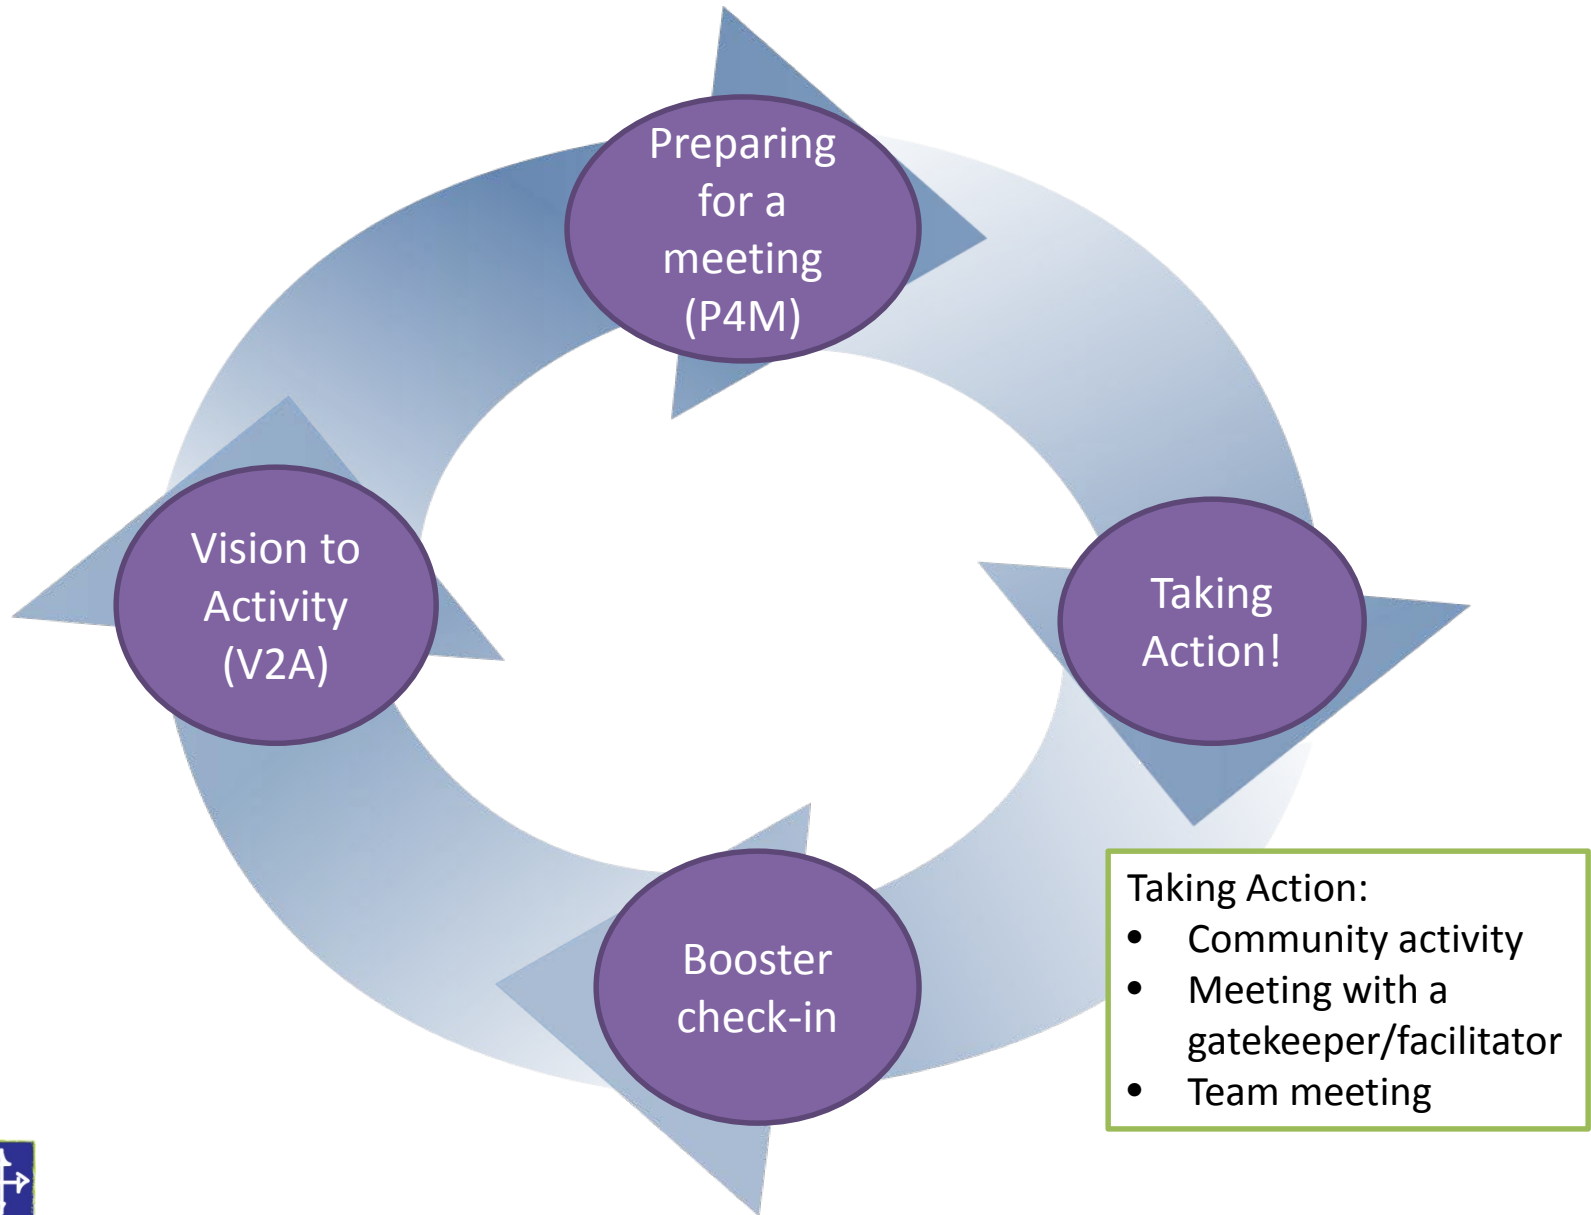 Preparing
for a
meeting
(P4M)
Vision to
Activity
(V2A)
Taking
Action!
Booster
check-in
Taking Action:
• Community activity
• Meeting with a
gatekeeper/facilitator
• Team meeting